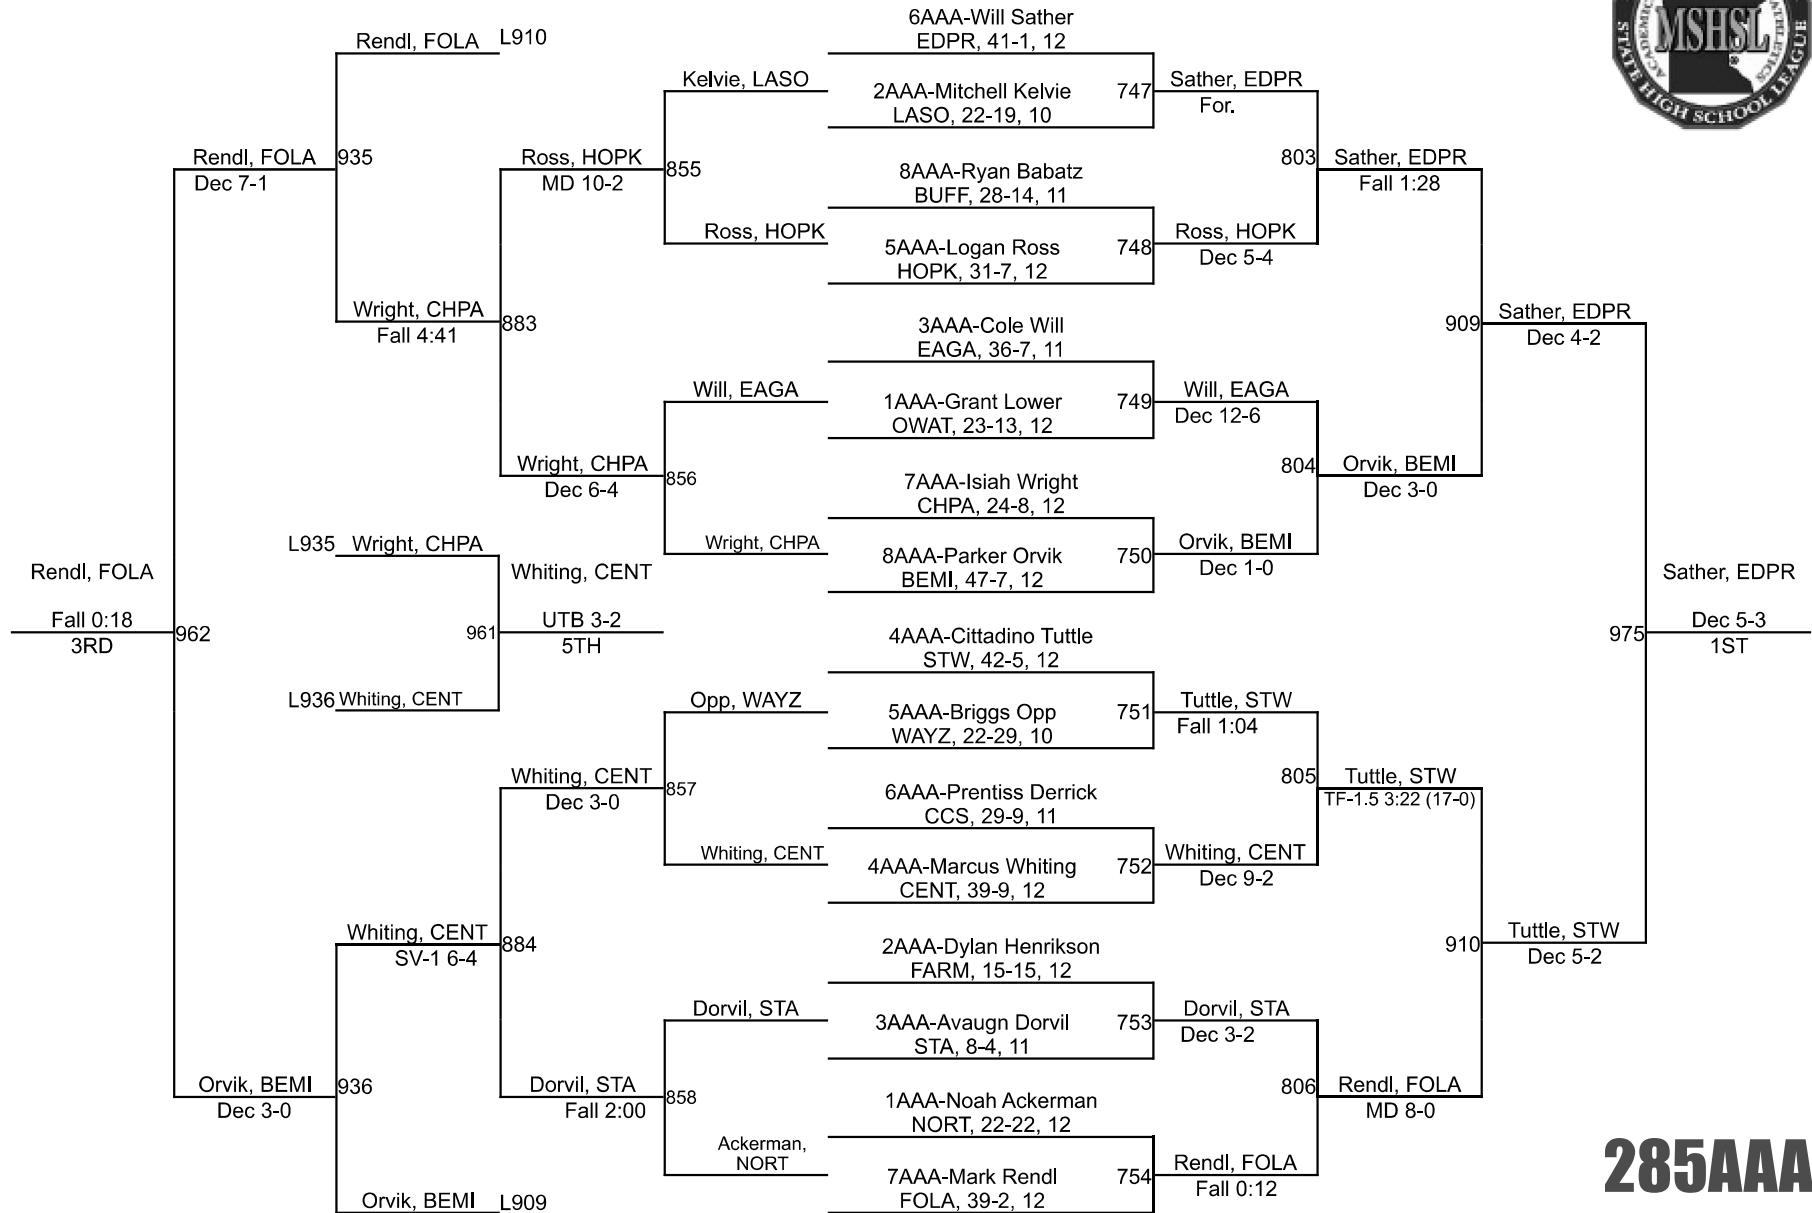 Rendl, FOLA L910
Rendl, FOLA 935
Dec 7-1
Wright, CHPA
Fall 4:41
883
Kelvie, LASO
Ross, HOPK
MD 10-2
855
Ross, HOPK
Will, EAGA
Wright, CHPA
Dec 6-4
856
Wright, CHPA
L935 Wright, CHPA
Whiting, CENT
961
UTB 3-2
5TH
L936 Whiting, CENT
Rendl, FOLA
Fall 0:18
3RD
962
Opp, WAYZ
Whiting, CENT
Dec 3-0
857
Whiting, CENT
Whiting, CENT
SV-1 6-4
884
Dorvil, STA
Dorvil, STA
Fall 2:00
858
Ackerman,
NORT
Orvik, BEMI
Dec 3-0
936
Orvik, BEMI L909
6AAA-Will Sather
EDPR, 41-1, 12
2AAA-Mitchell Kelvie
LASO, 22-19, 10
747
8AAA-Ryan Babatz
BUFF, 28-14, 11
5AAA-Logan Ross
HOPK, 31-7, 12
748
3AAA-Cole Will
EAGA, 36-7, 11
1AAA-Grant Lower
OWAT, 23-13, 12
749
7AAA-Isiah Wright
CHPA, 24-8, 12
8AAA-Parker Orvik
BEMI, 47-7, 12
750
4AAA-Cittadino Tuttle
STW, 42-5, 12
5AAA-Briggs Opp
WAYZ, 22-29, 10
751
6AAA-Prentiss Derrick
CCS, 29-9, 11
4AAA-Marcus Whiting
CENT, 39-9, 12
752
2AAA-Dylan Henrikson
FARM, 15-15, 12
3AAA-Avaugn Dorvil
STA, 8-4, 11
753
1AAA-Noah Ackerman
NORT, 22-22, 12
7AAA-Mark Rendl
FOLA, 39-2, 12
754
Sather, EDPR
For.
803
Ross, HOPK
Dec 5-4
Will, EAGA
Dec 12-6
804
Orvik, BEMI
Dec 1-0
Tuttle, STW
Fall 1:04
805
Whiting, CENT
Dec 9-2
Dorvil, STA
Dec 3-2
806
Rendl, FOLA
Fall 0:12
Sather, EDPR
Fall 1:28
909
Orvik, BEMI
Dec 3-0
Tuttle, STW
TF-1.5 3:22 (17-0)
910
Rendl, FOLA
MD 8-0
Sather, EDPR
Dec 4-2
Tuttle, STW
Dec 5-2
975
Sather, EDPR
Dec 5-3
1ST
MSHSL
STATE HIGH SCHOOL LEAGUE
285AAA